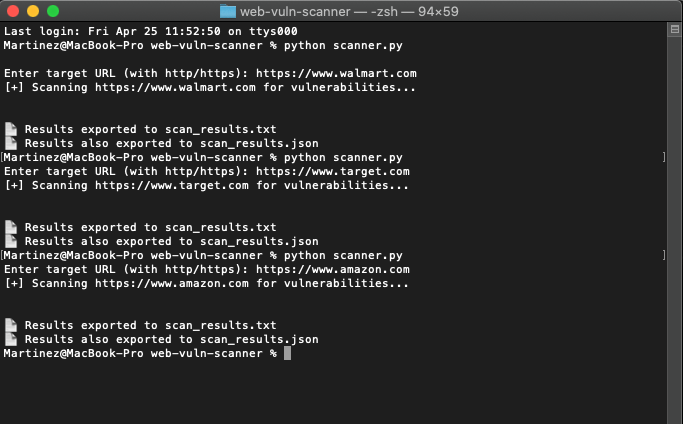 web-vuln-scanner — -zsh — 94×59
Last login: Fri Apr 25 11:52:50 on ttys000
Martinez@MacBook-Pro web-vuln-scanner % python scanner.py
Enter target URL (with http/https): https://www.walmart.com
[+] Scanning https://www.walmart.com for vulnerabilities...
📄 Results exported to scan_results.txt
📄 Results also exported to scan_results.json
[Martinez@MacBook-Pro web-vuln-scanner % python scanner.py ]
Enter target URL (with http/https): https://www.target.com
[+] Scanning https://www.target.com for vulnerabilities...
📄 Results exported to scan_results.txt
📄 Results also exported to scan_results.json
[Martinez@MacBook-Pro web-vuln-scanner % python scanner.py ]
Enter target URL (with http/https): https://www.amazon.com
[+] Scanning https://www.amazon.com for vulnerabilities...
📄 Results exported to scan_results.txt
📄 Results also exported to scan_results.json
Martinez@MacBook-Pro web-vuln-scanner %